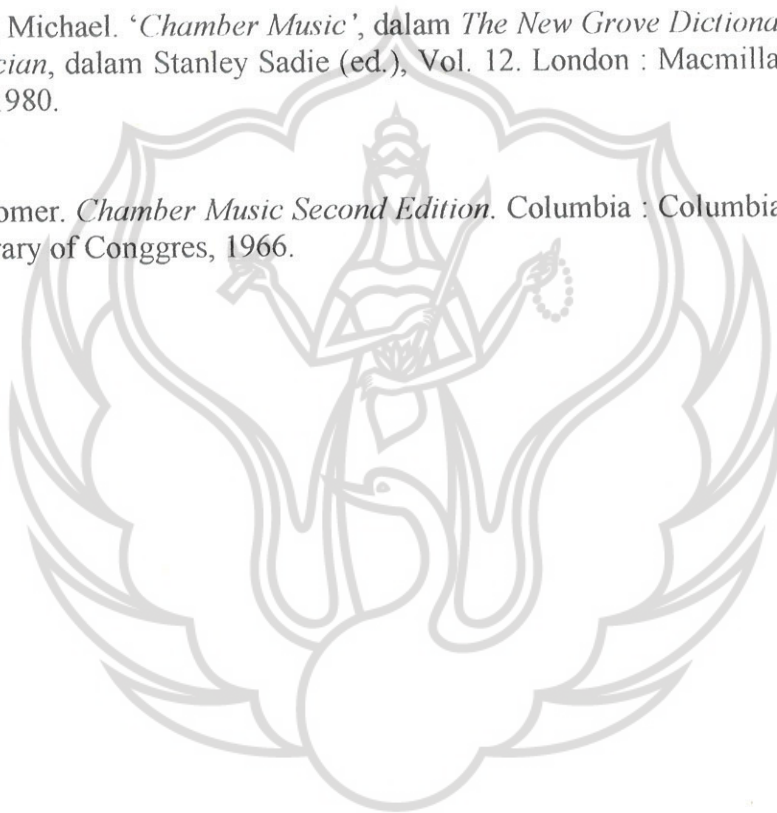 Michael. ‘Chamber Music’, dalam The New Grove Dictiona
cian, dalam Stanley Sadie (ed.), Vol. 12. London : Macmilla
1980.
omer. Chamber Music Second Edition. Columbia : Columbia
rary of Conggres, 1966.